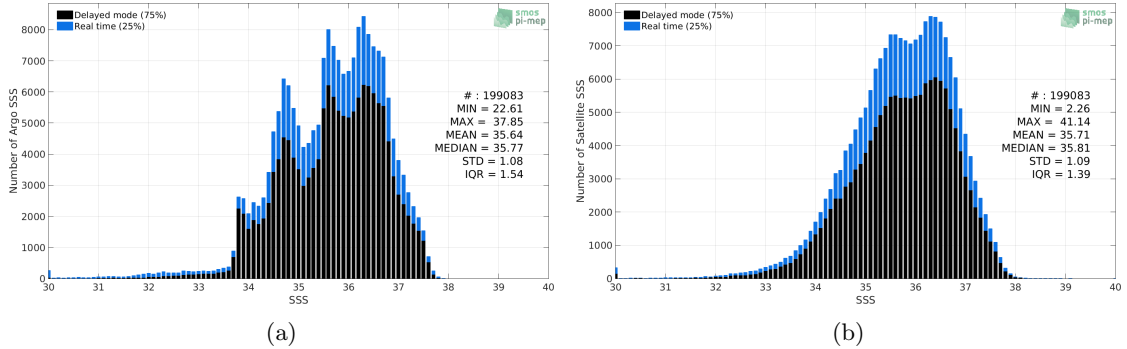 Delayed mode (75%)
Real time (25%)
smos
pi-mep
Number of Argo SSS
8000
7000
6000
5000
4000
3000
2000
1000
0
# : 199083
MIN = 22.61
MAX = 37.85
MEAN = 35.64
MEDIAN = 35.77
STD = 1.08
IQR = 1.54
30 31 32 33 34 35 36 37 38 39 40
SSS
(a)
Delayed mode (75%)
Real time (25%)
smos
pi-mep
Number of Satellite SSS
8000
7000
6000
5000
4000
3000
2000
1000
0
# : 199083
MIN = 2.26
MAX = 41.14
MEAN = 35.71
MEDIAN = 35.81
STD = 1.09
IQR = 1.39
30 31 32 33 34 35 36 37 38 39 40
SSS
(b)